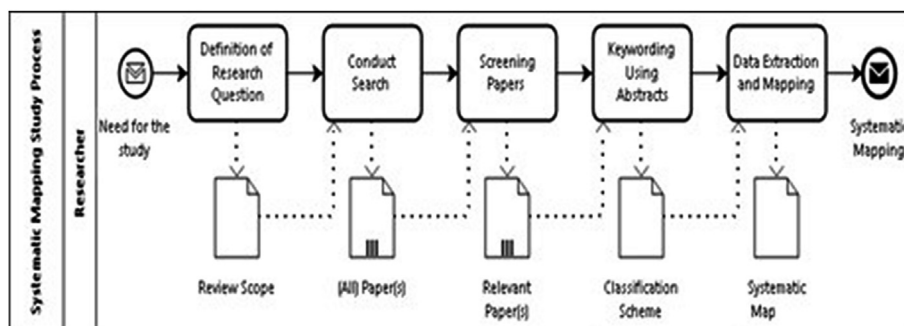 Systematic Mapping Study Process
Researcher
Need for the
study
Definition of
Research
Question
Conduct
Search
Screening
Papers
Keywording
Using
Abstracts
Data Extraction
and Mapping
Systematic
Mapping
Review Scope
(All) Paper(s)
Relevant
Paper(s)
Classification
Scheme
Systematic
Map